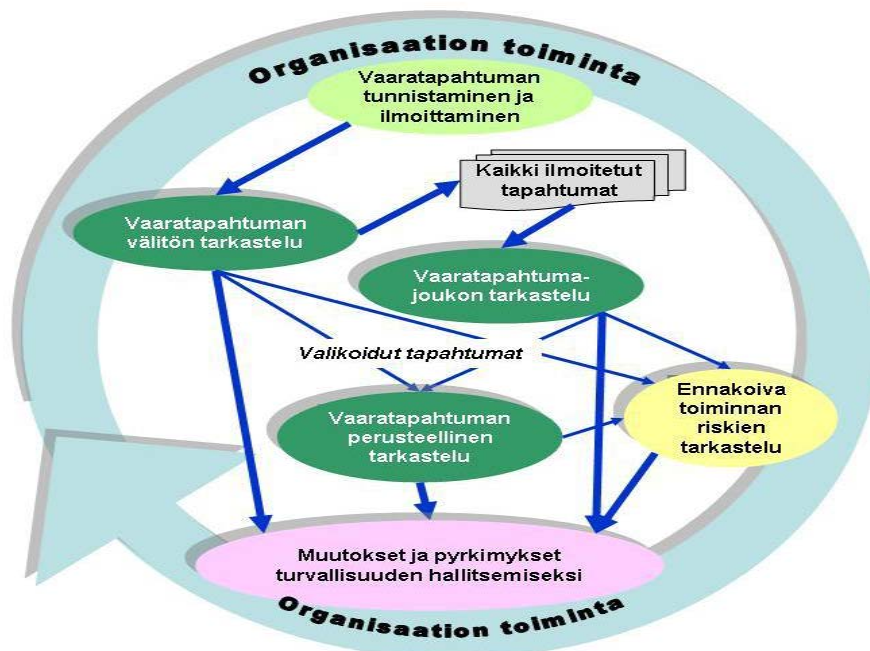 Organisaation toiminta
Vaaratapahtuman
tunnistaminen ja
ilmoittaminen
Kaikki ilmoitetut
tapahtumat
Vaaratapahtuman
välitön tarkastelu
Vaaratapahtuma-
joukon tarkastelu
Valikoidut tapahtumat
Ennakoiva
toiminnan
riskien
tarkastelu
Vaaratapahtuman
perusteellinen
tarkastelu
Muutokset ja pyrkimykset
turvallisuuden hallitsemiseksi
Organisaation toiminta